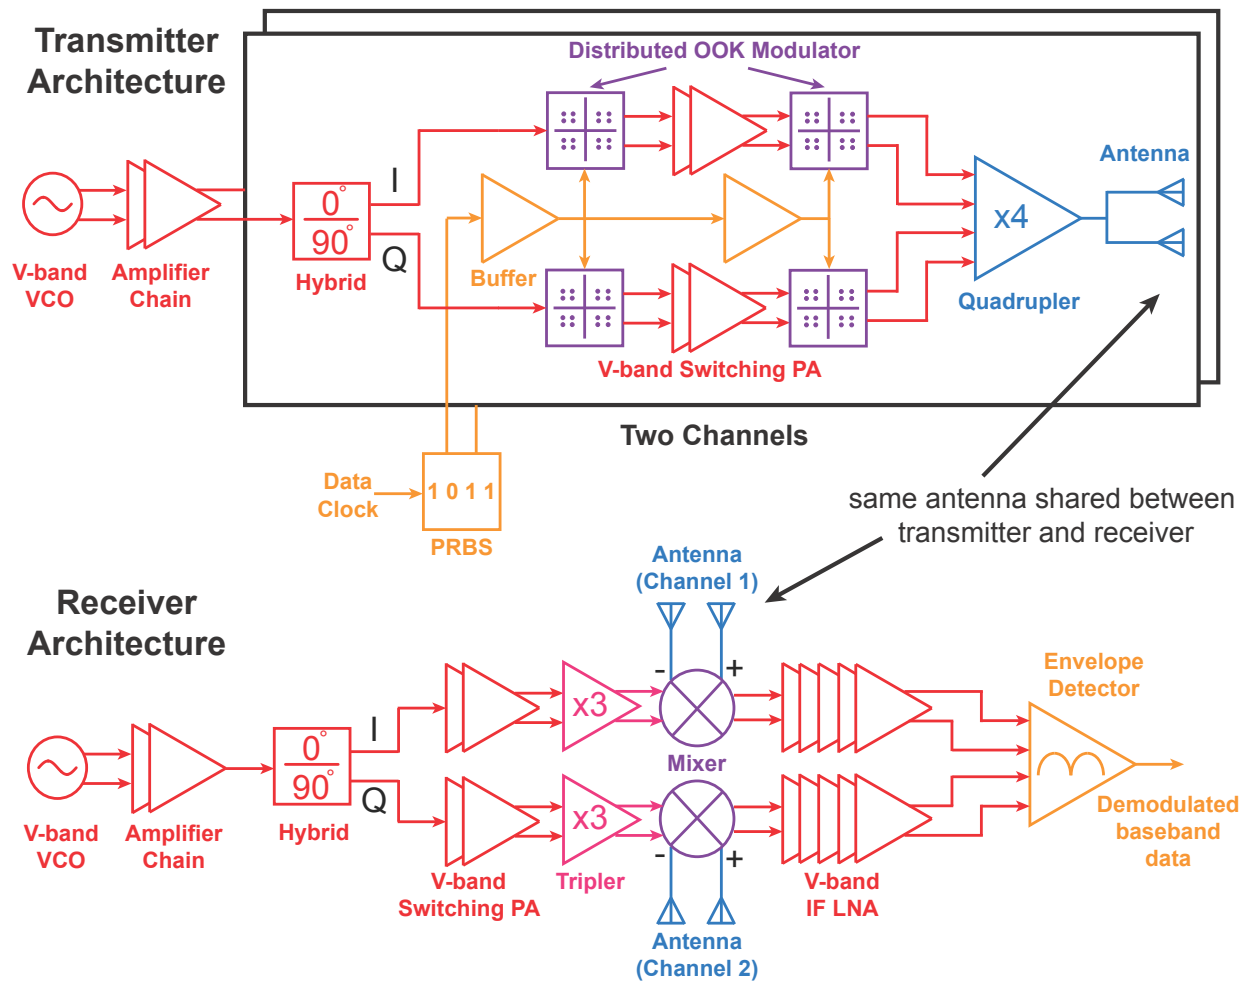 Transmitter
Architecture
Distributed OOK Modulator
V-band
VCO
Amplifier
Chain
0°
90°
Hybrid
I
Q
Buffer
V-band Switching PA
x4
Quadrupler
Antenna
Two Channels
Data
Clock
1 0 1 1
PRBS
same antenna shared between
transmitter and receiver
Receiver
Architecture
V-band
VCO
Amplifier
Chain
0°
90°
Hybrid
I
Q
V-band
Switching PA
x3
x3
Tripler
Antenna
(Channel 1)
- +
Mixer
- +
Antenna
(Channel 2)
V-band
IF LNA
Envelope
Detector
Demodulated
baseband
data